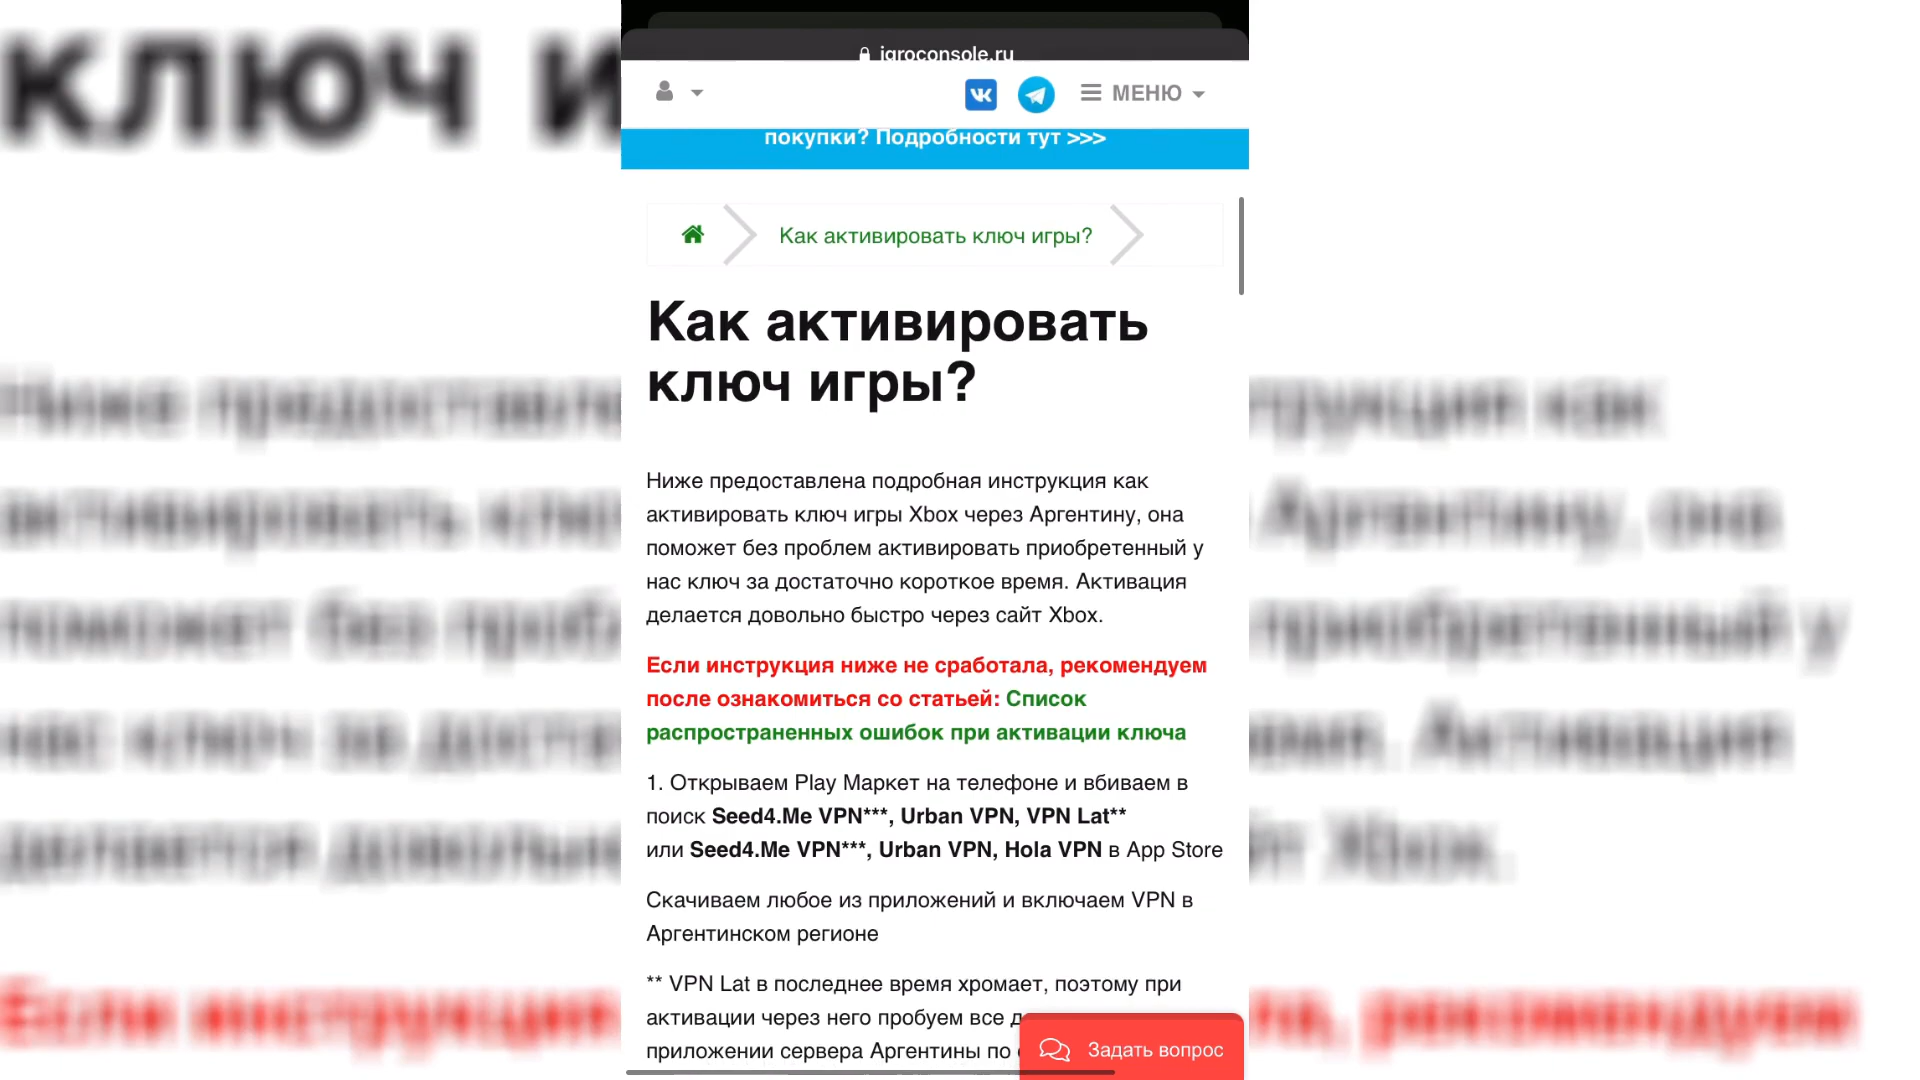 igroconsole.ru
МЕНЮ
покупки? Подробности тут >>>
Как активировать ключ игры?
Как активировать
ключ игры?
Ниже предоставлена подробная инструкция как
активировать ключ игры Xbox через Аргентину, она
поможет без проблем активировать приобретенный у
нас ключ за достаточно короткое время. Активация
делается довольно быстро через сайт Xbox.
Если инструкция ниже не сработала, рекомендуем
после ознакомиться со статьей: Список
распространенных ошибок при активации ключа
1. Открываем Play Маркет на телефоне и вбиваем в
поиск Seed4.Me VPN***, Urban VPN, VPN Lat**
или Seed4.Me VPN***, Urban VPN, Hola VPN в App Store
Скачиваем любое из приложений и включаем VPN в
Аргентинском регионе
** VPN Lat в последнее время хромает, поэтому при
активации через него пробуем все
приложении сервера Аргентины по
Задать вопрос